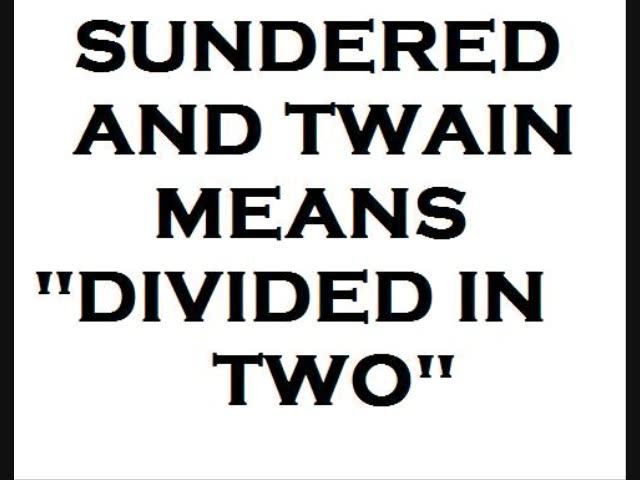 SUNDERED
AND TWAIN
MEANS
"DIVIDED IN
TWO"